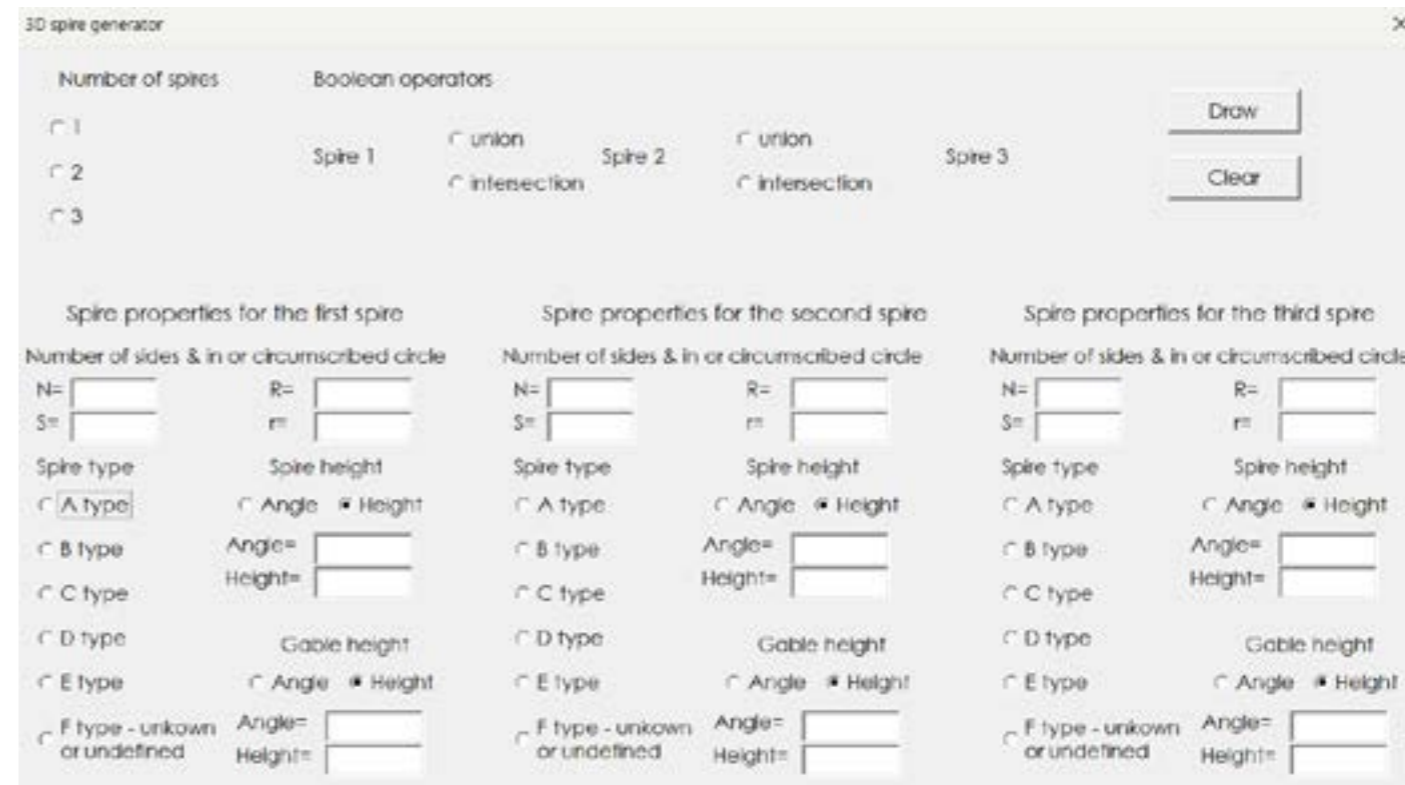 3D spire generator
Number of spires
Boolean operators
1
2
3
Spire 1
union
intersection
Spire 2
union
intersection
Spire 3
Draw
Clear
Spire properties for the first spire
Number of sides & in or circumscribed circle
N=
R=
S=
r=
Spire type
Spire height
A type
Angle
Height
B type
Angle=
Height=
C type
D type
Gable height
E type
Angle
Height
F type - unkown
or undefined
Angle=
Height=
Spire properties for the second spire
Number of sides & in or circumscribed circle
N=
R=
S=
r=
Spire type
Spire height
A type
Angle
Height
B type
Angle=
Height=
C type
D type
Gable height
E type
Angle
Height
F type - unkown
or undefined
Angle=
Height=
Spire properties for the third spire
Number of sides & in or circumscribed circle
N=
R=
S=
r=
Spire type
Spire height
A type
Angle
Height
B type
Angle=
Height=
C type
D type
Gable height
E type
Angle
Height
F type - unkown
or undefined
Angle=
Height=